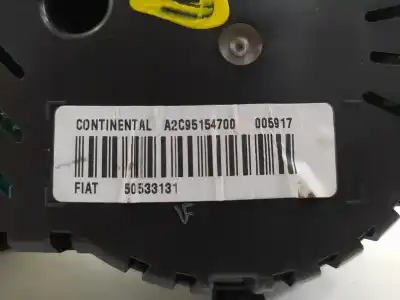 CONTINENTAL A2C95154700 005917
FIAT 50533131